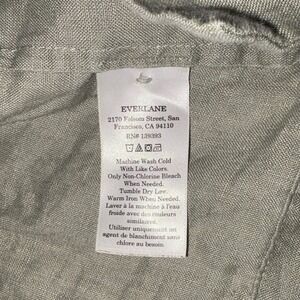 EVERLANE
2170 Folsom Street, San
Francisco, CA 94110
RN# 139393
Machine Wash Cold
With Like Colors.
Only Non-Chlorine Bleach
When Needed.
Tumble Dry Low.
Warm Iron When Needed.
Laver à la machine à l'eau
froide avec des couleurs
similaires.
Utiliser uniquement un
agent de blanchiment sans
chlore au besoin.